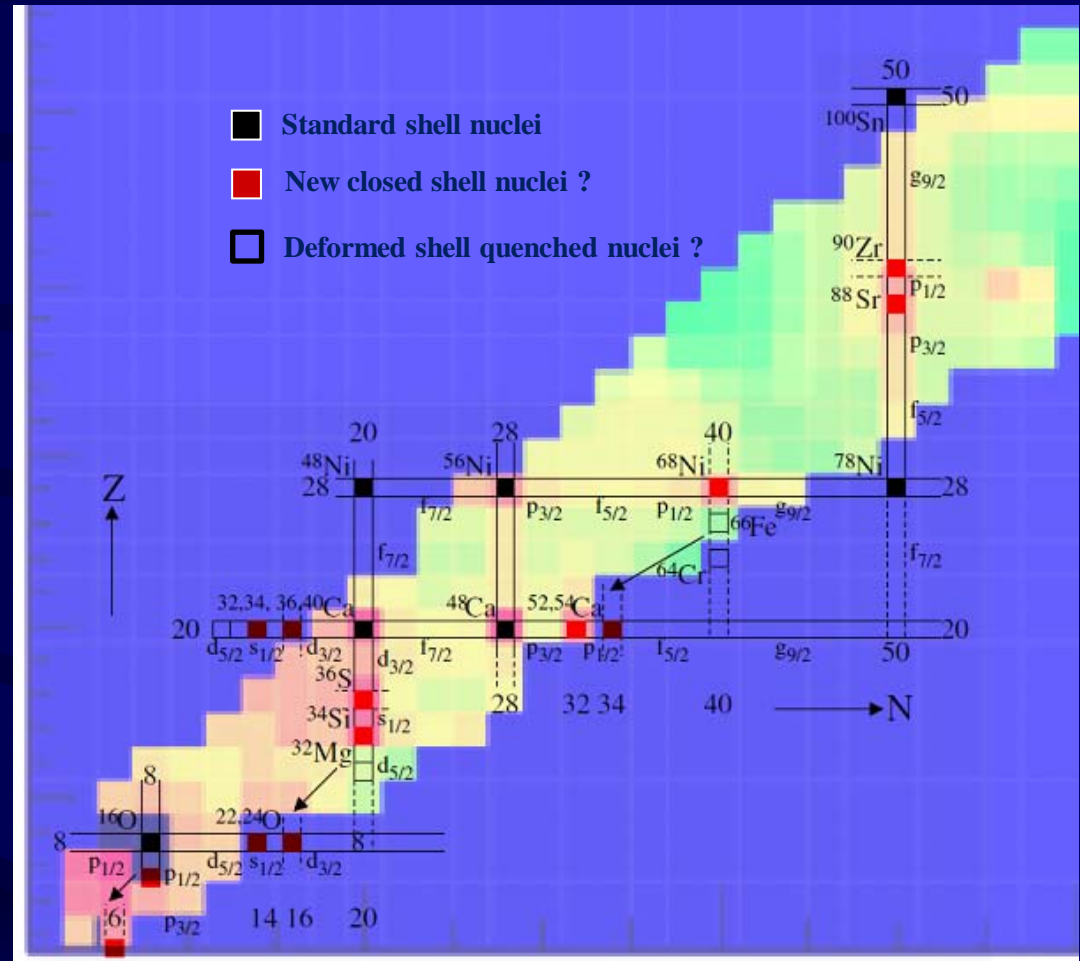 50
50
¹⁰⁰Sn
Standard shell nuclei
New closed shell nuclei ?
g9/2
Deformed shell quenched nuclei ?
⁹⁰Zr
p1/2
⁸⁸Sr
p3/2
f5/2
20 28 40
⁴⁸Ni ⁵⁶Ni ⁶⁸Ni ⁷⁸Ni
Z
28 28
f7/2 p3/2 f5/2 p1/2 g9/2
⁶⁶Fe
f7/2 f7/2
⁶⁴Cr
32,34, 36,40Ca ⁴⁸Ca 52,54Ca
20 20
d5/2 s1/2 d3/2 d3/2 f7/2 p3/2 p1/2 f5/2 g9/2 50
³⁶S
28 32 34 40 N
³⁴Si s1/2
³²Mg d5/2
8
¹⁶O 22,24O
8 8
p1/2 p1/2 d5/2 s1/2 d3/2
6 p3/2 14 16 20